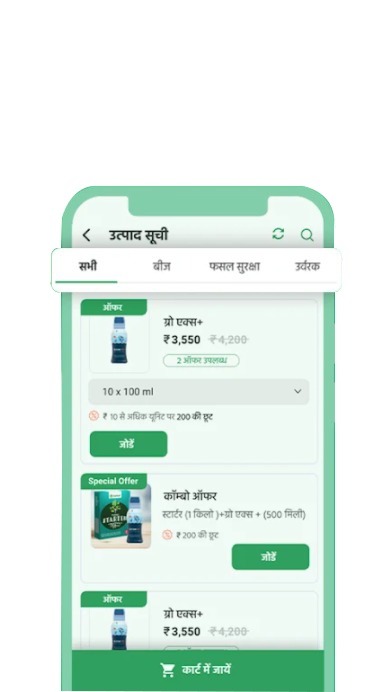 उत्पाद सूची
सभी बीज फसल सुरक्षा उर्वरक
ऑफर
ग्रो एक्स+
₹3,550 ₹4,200
2 ऑफर उपलब्ध
10 x 100 ml
₹ 10 से अधिक यूनिट पर 200 की छूट
जोडें
Special Offer
कॉम्बो ऑफर
स्टार्टर (1 किलो )+ग्रो एक्स + (500 मिली)
₹ 200 की छूट
STARTER
जोडें
ऑफर
ग्रो एक्स+
₹3,550 ₹4,200
कार्ट में जायें